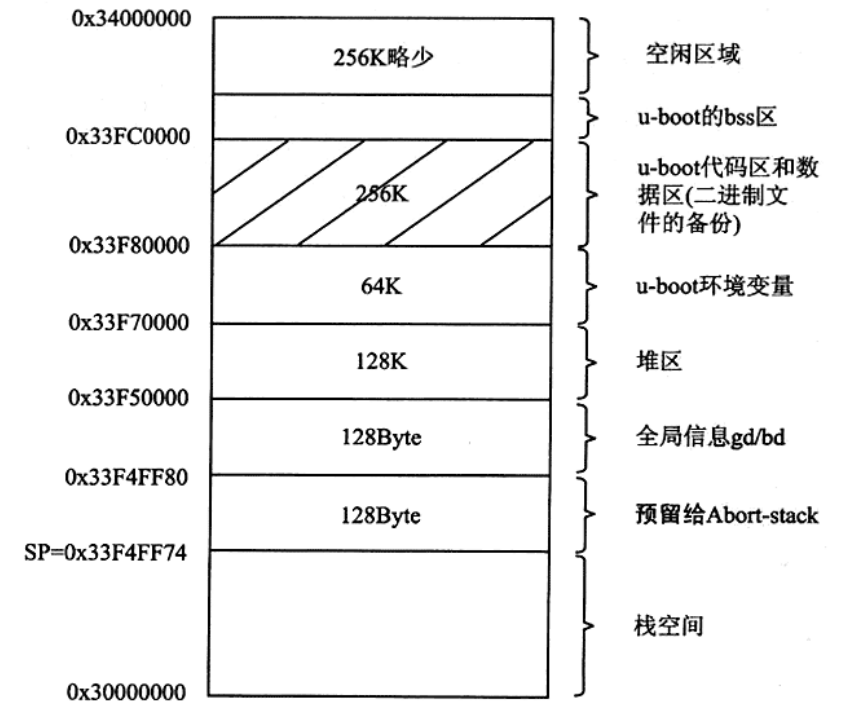 0x34000000
256K略少
空闲区域
u-boot的bss区
0x33FC0000
256K
u-boot代码区和数
据区(二进制文
件的备份)
0x33F80000
64K
u-boot环境变量
0x33F70000
128K
堆区
0x33F50000
128Byte
全局信息gd/bd
0x33F4FF80
128Byte
预留给Abort-stack
SP=0x33F4FF74
栈空间
0x30000000